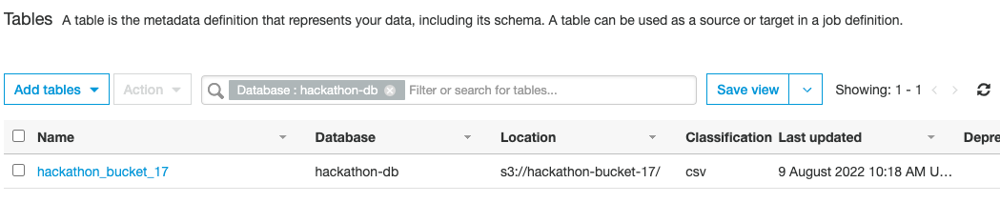 Tables A table is the metadata definition that represents your data, including its schema. A table can be used as a source or target in a job definition.
Add tables Action Database : hackathon-db Filter or search for tables... Save view Showing: 1 - 1
Name Database Location Classification Last updated Depre
hackathon_bucket_17 hackathon-db s3://hackathon-bucket-17/ csv 9 August 2022 10:18 AM U...